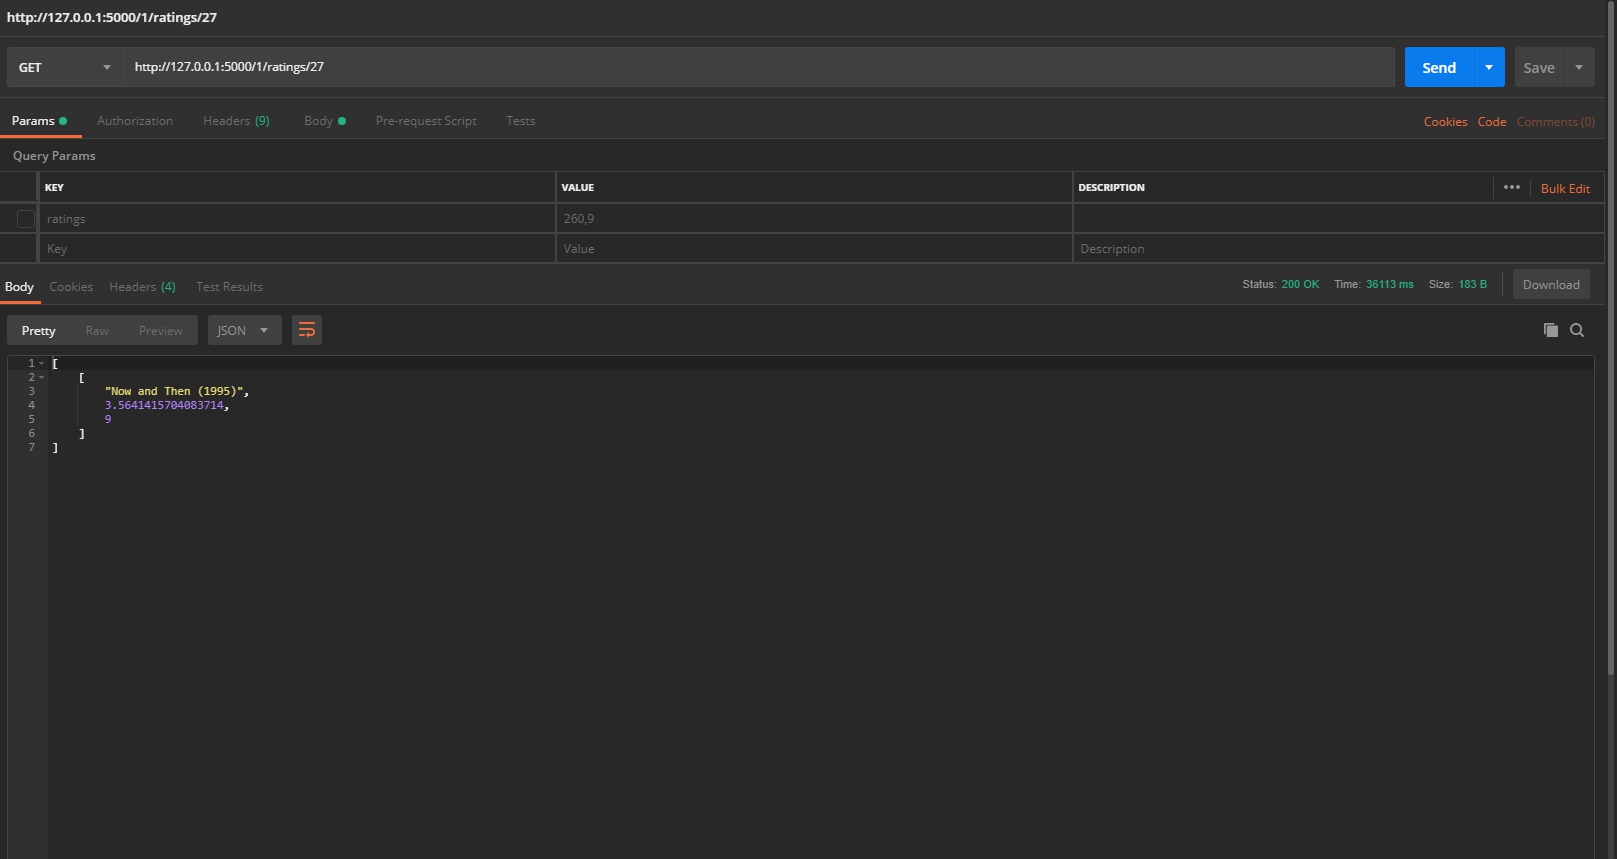 http://127.0.0.1:5000/1/ratings/27
GET http://127.0.0.1:5000/1/ratings/27 Send Save
Params Authorization Headers (9) Body Pre-request Script Tests Cookies Code Comments (0)
Query Params
KEY VALUE DESCRIPTION ••• Bulk Edit
ratings 260,9
Key Value Description
Body Cookies Headers (4) Test Results Status: 200 OK Time: 36113 ms Size: 183 B Download
Pretty Raw Preview JSON
1 [
2 [
3 "Now and Then (1995)",
4 3.5641415704083714,
5 9
6 ]
7 ]